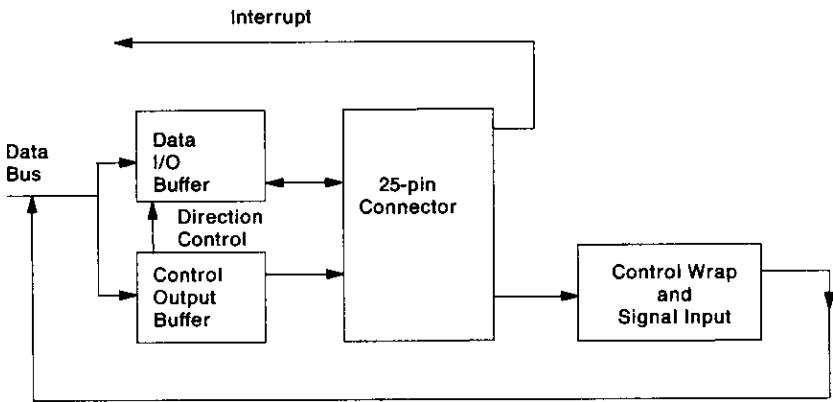 Interrupt
Data
Bus
Data
I/O
Buffer
Direction
Control
Control
Output
Buffer
25-pin
Connector
Control Wrap
and
Signal Input